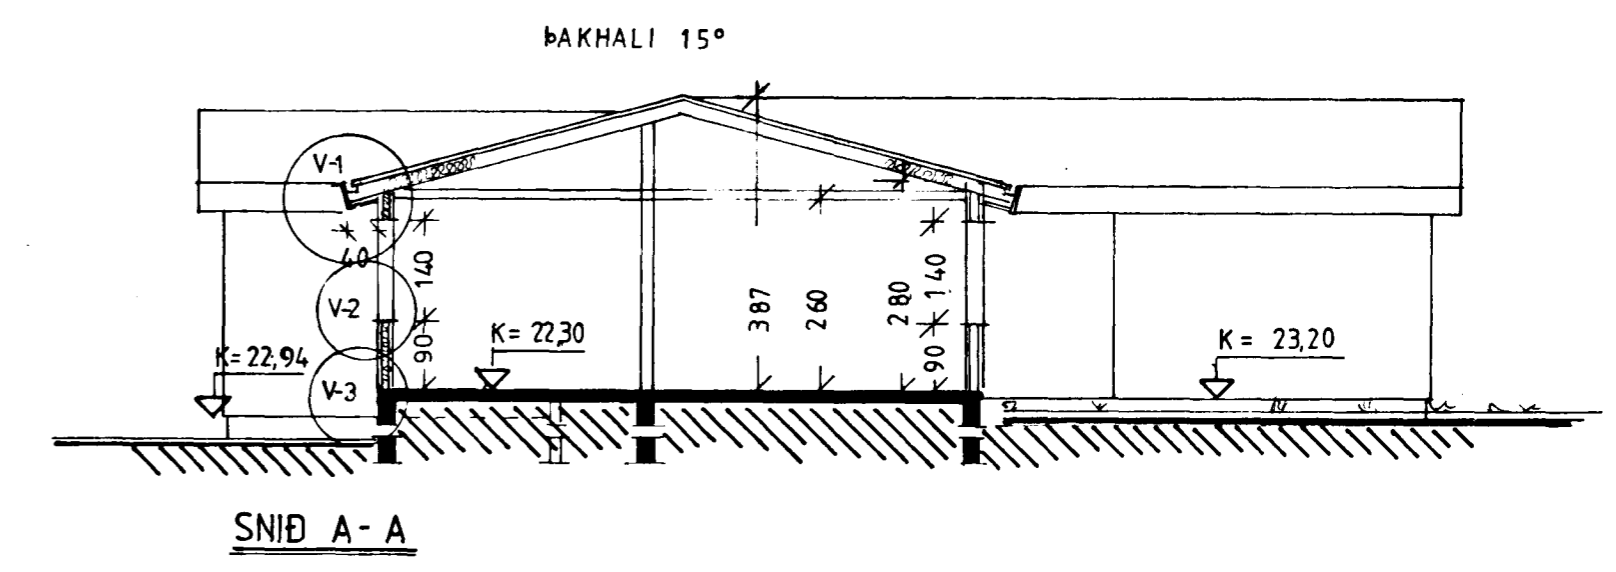 ÞAKHALI 15°
V-1
40
140
V-2
90
K= 22,94
V-3
K= 22,30
387
260
280
140
90
K= 23,20
SNIÐ A - A